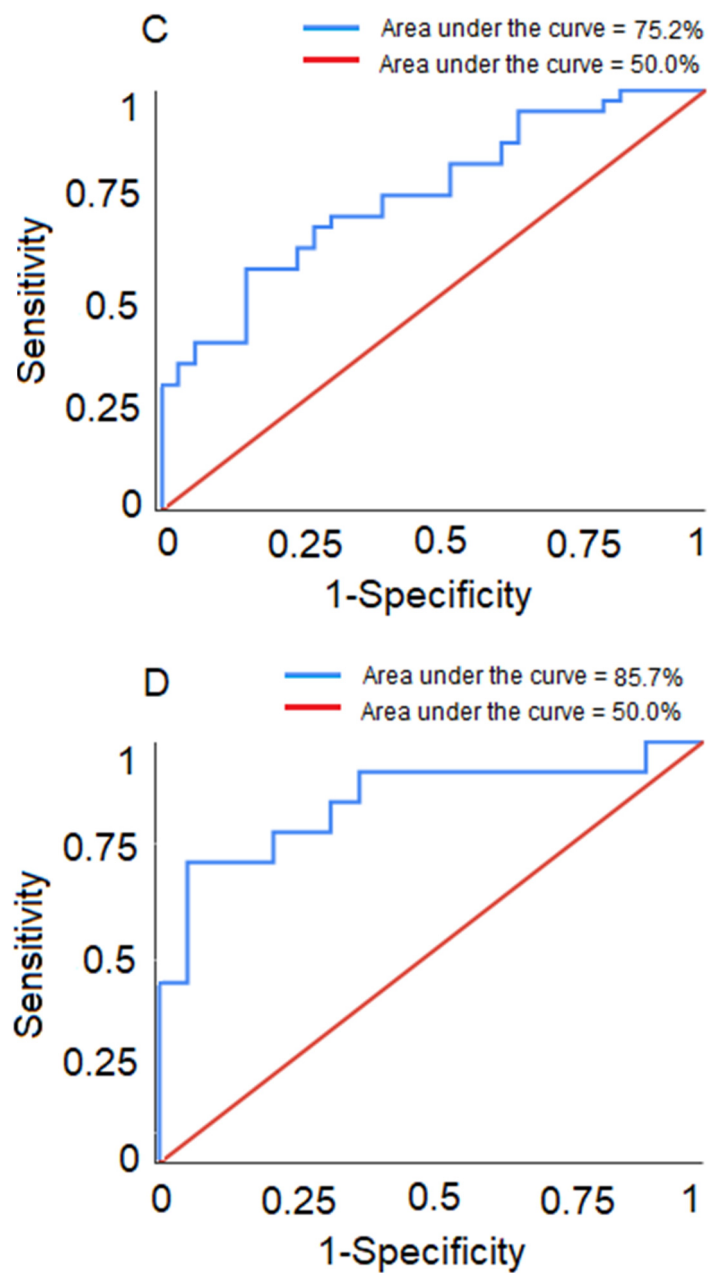 C
Area under the curve = 75.2%
Area under the curve = 50.0%
1
0.75
0.5
0.25
0
Sensitivity
0 0.25 0.5 0.75 1
1-Specificity
D
Area under the curve = 85.7%
Area under the curve = 50.0%
1
0.75
0.5
0.25
0
Sensitivity
0 0.25 0.5 0.75 1
1-Specificity